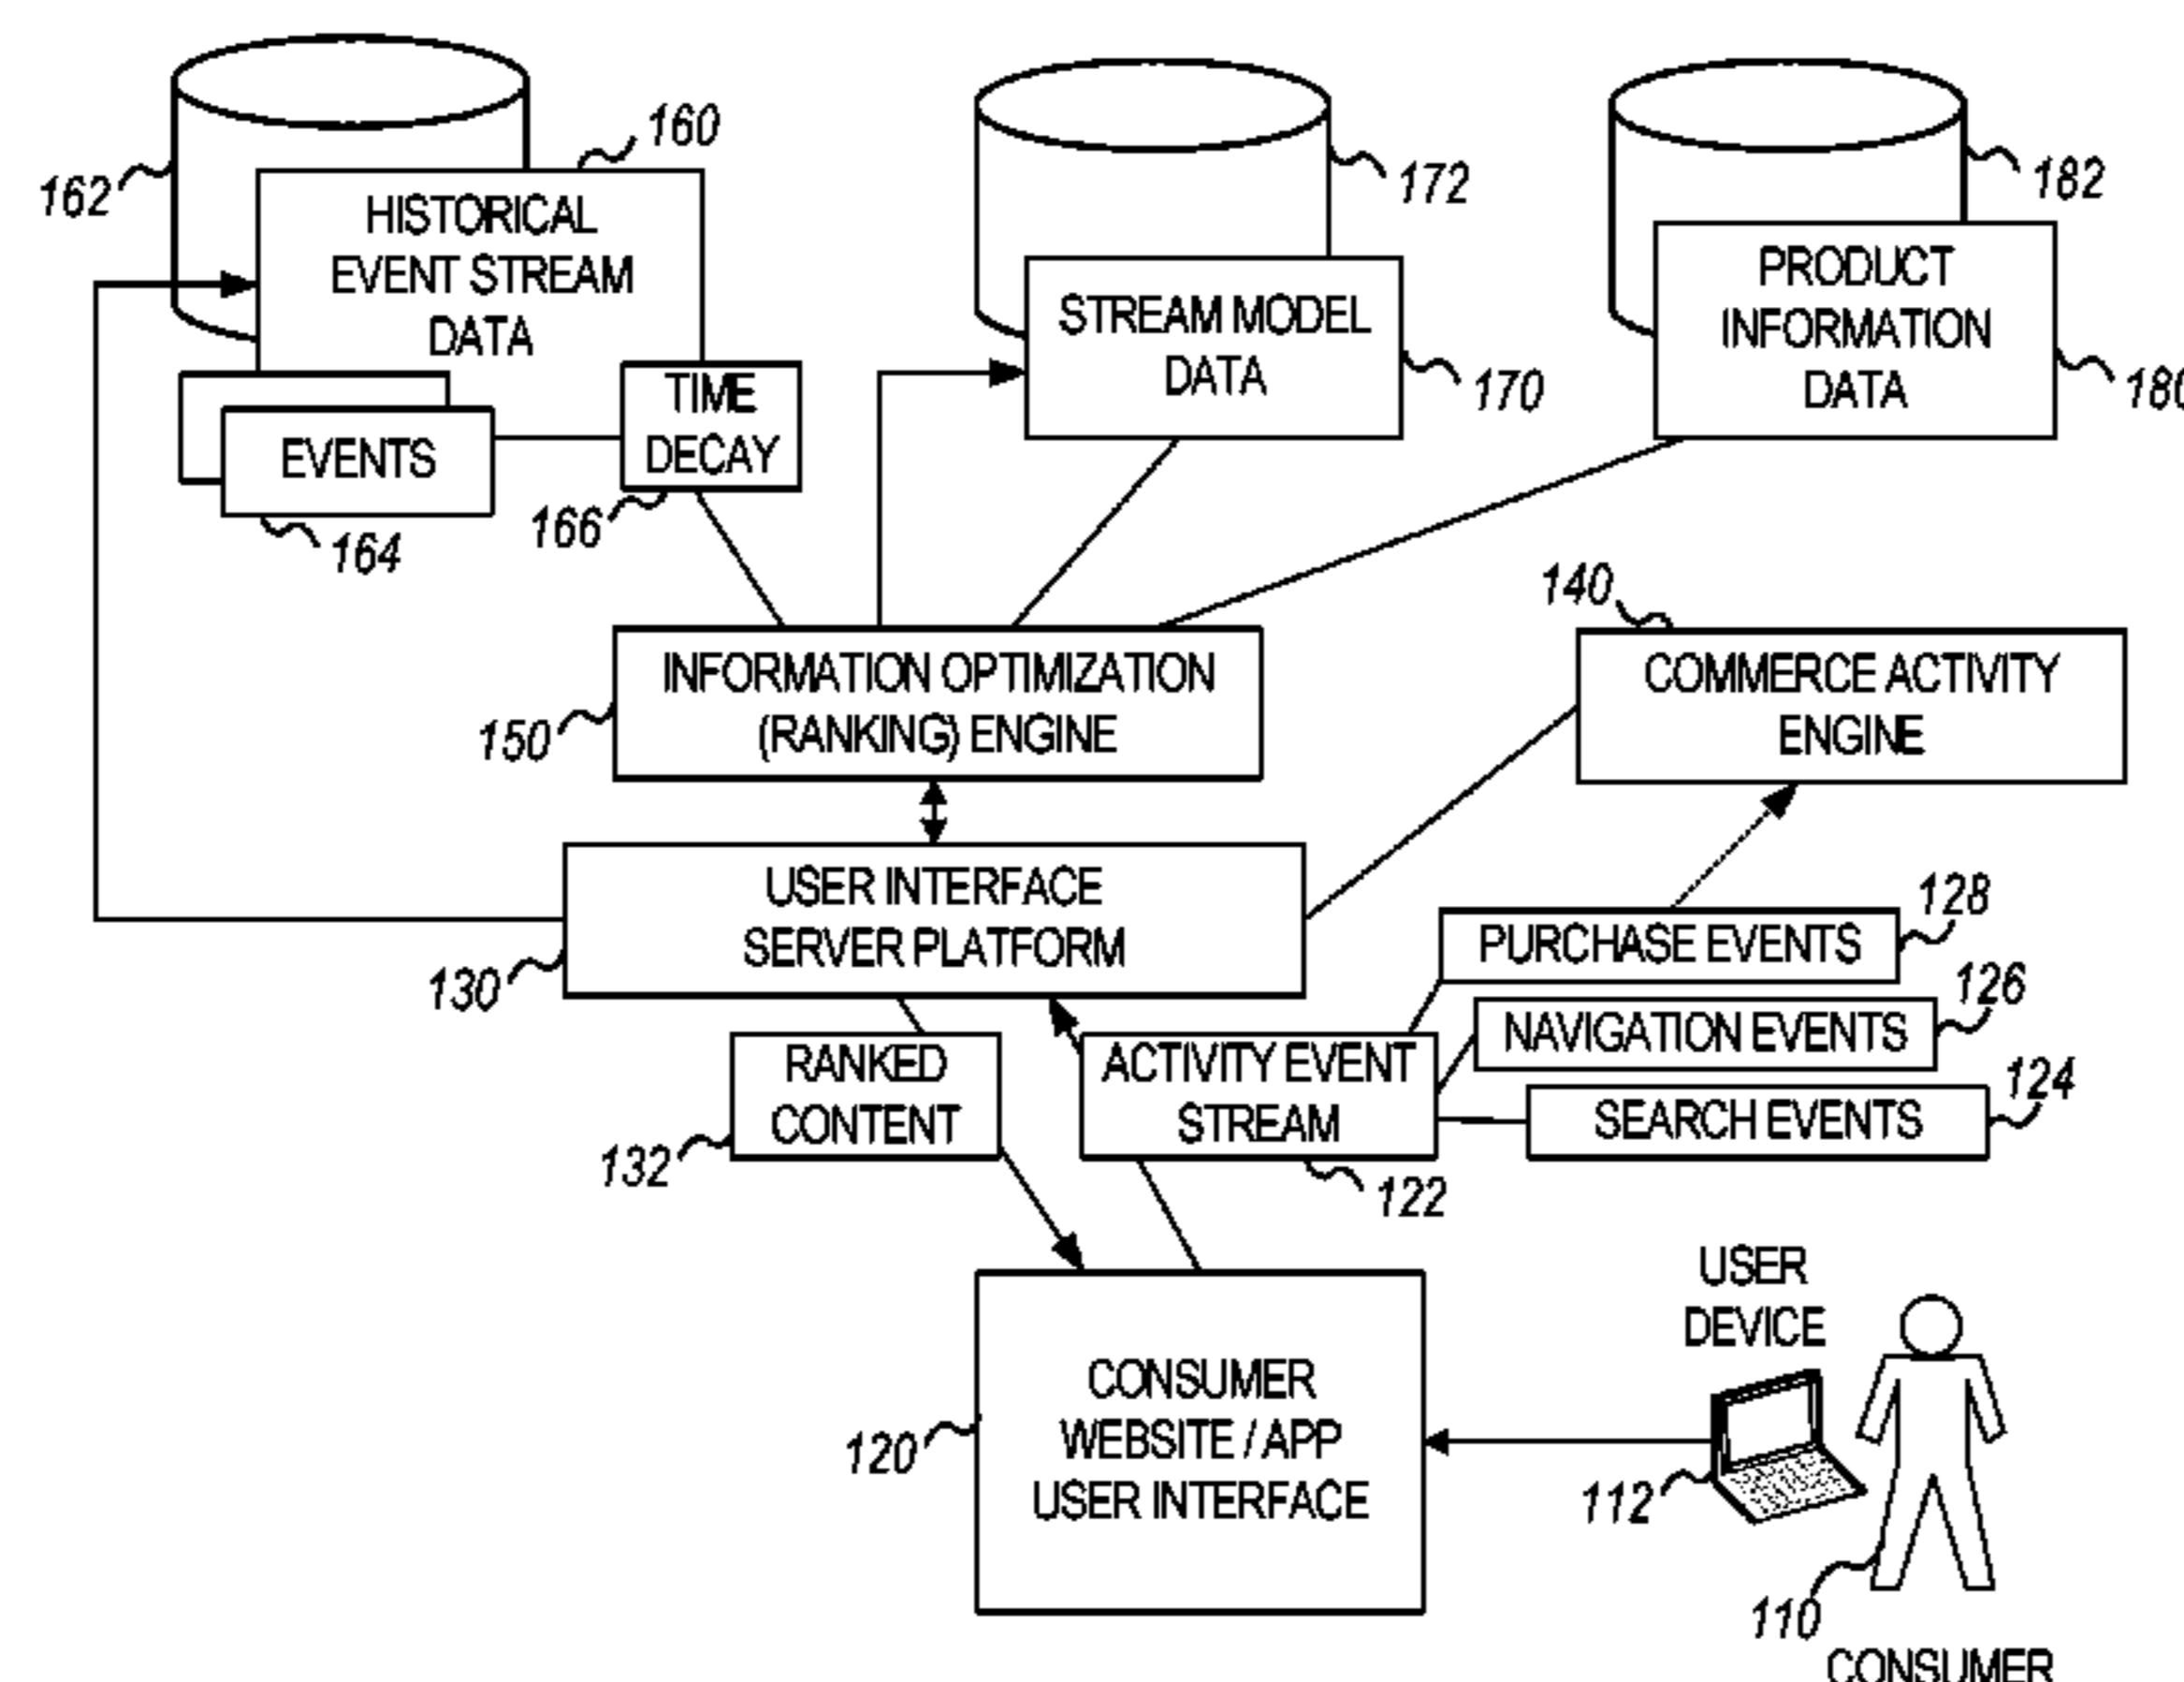 160
162
HISTORICAL
EVENT STREAM
DATA
172
STREAM MODEL
DATA
170
182
PRODUCT
INFORMATION
DATA
180
TIME
DECAY
EVENTS
166
164
140
INFORMATION OPTIMIZATION
(RANKING) ENGINE
150
COMMERCE ACTIVITY
ENGINE
USER INTERFACE
SERVER PLATFORM
130
PURCHASE EVENTS
128
NAVIGATION EVENTS
126
SEARCH EVENTS
124
RANKED
CONTENT
132
ACTIVITY EVENT
STREAM
122
USER
DEVICE
CONSUMER
WEBSITE / APP
USER INTERFACE
120
112
110
CONSUMER